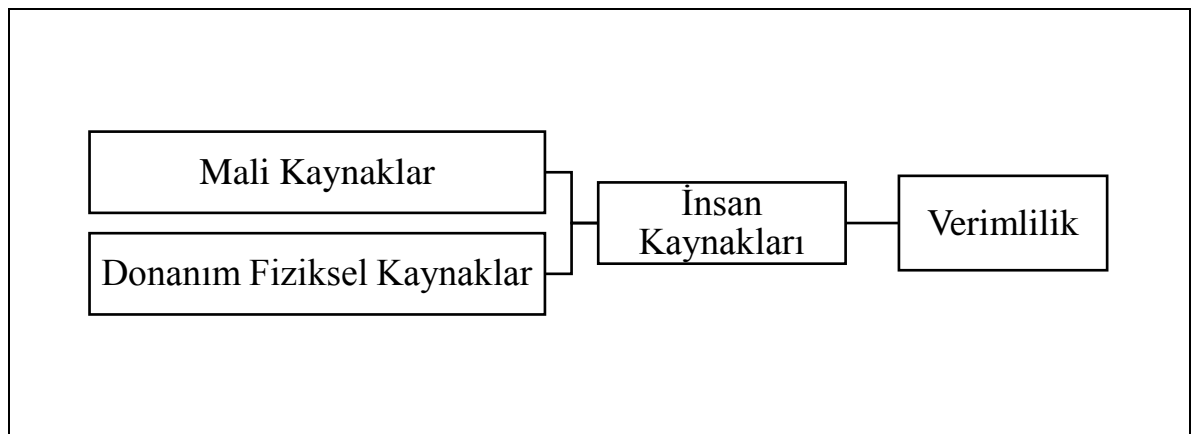 Mali Kaynaklar
Donanım Fiziksel Kaynaklar
İnsan
Kaynakları
Verimlilik